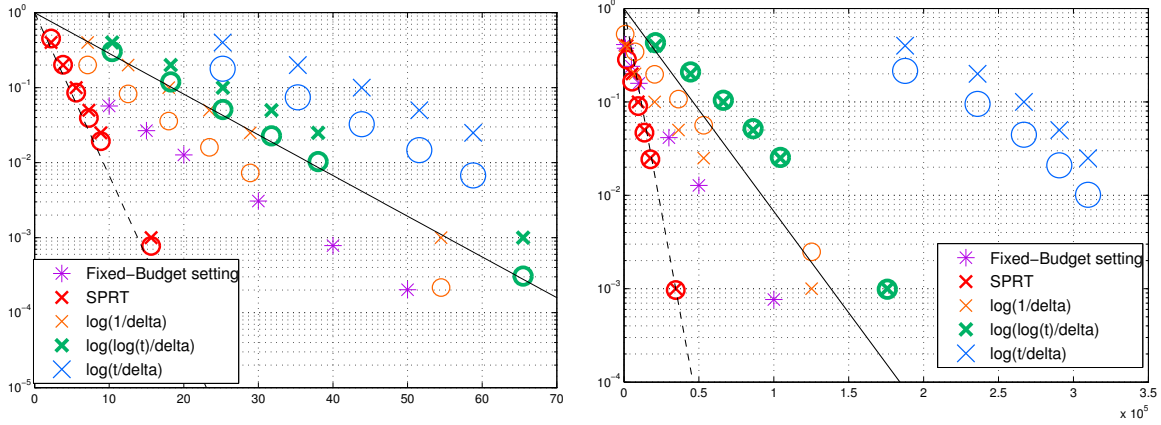 10^0
10^-1
10^-2
10^-3
10^-4
10^-5
0 10 20 30 40 50 60 70
Fixed-Budget setting
SPRT
log(1/delta)
log(log(t)/delta)
log(t/delta)
10^0
10^-1
10^-2
10^-3
10^-4
0 0.5 1 1.5 2 2.5 3 3.5
x 10^5
Fixed-Budget setting
SPRT
log(1/delta)
log(log(t)/delta)
log(t/delta)